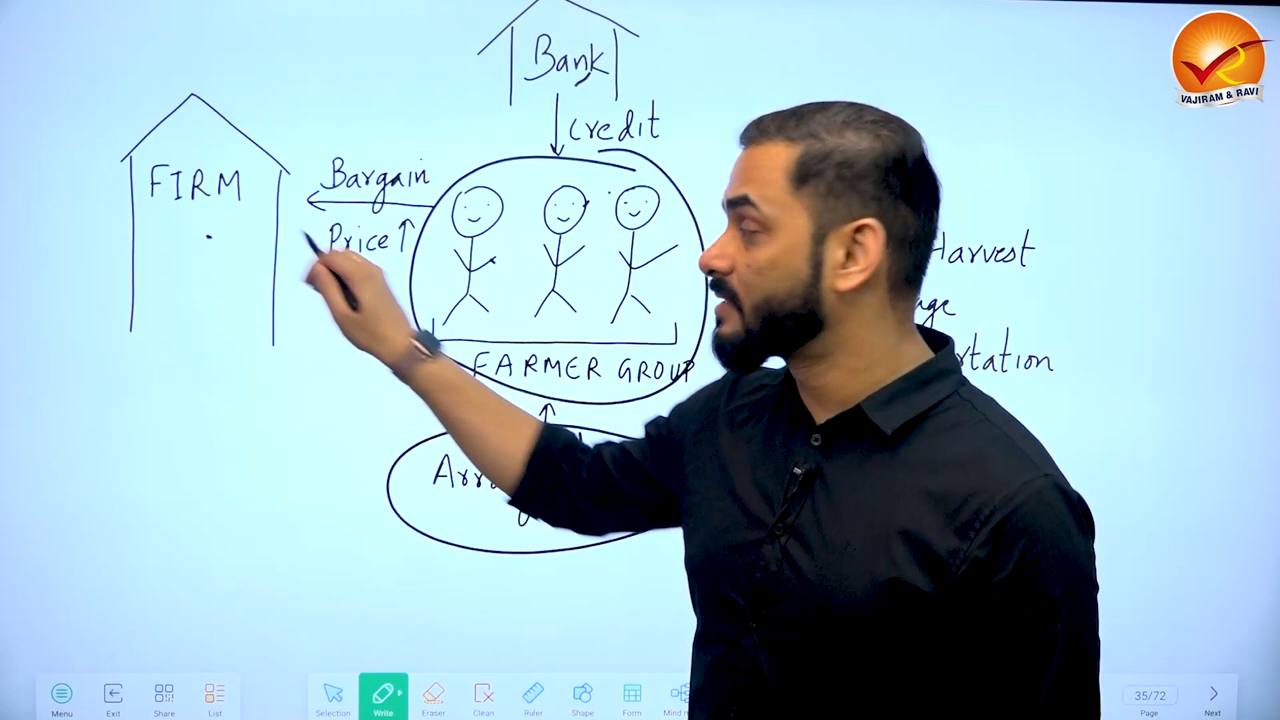 Bank
credit
FIRM
Bargain
Price ↑
FARMER GROUP
Harvest
VAJIRAM & RAVI
Menu
Exit
Share
List
Selection
Write
Eraser
Clean
Ruler
Shape
Form
35/72
Page
Next